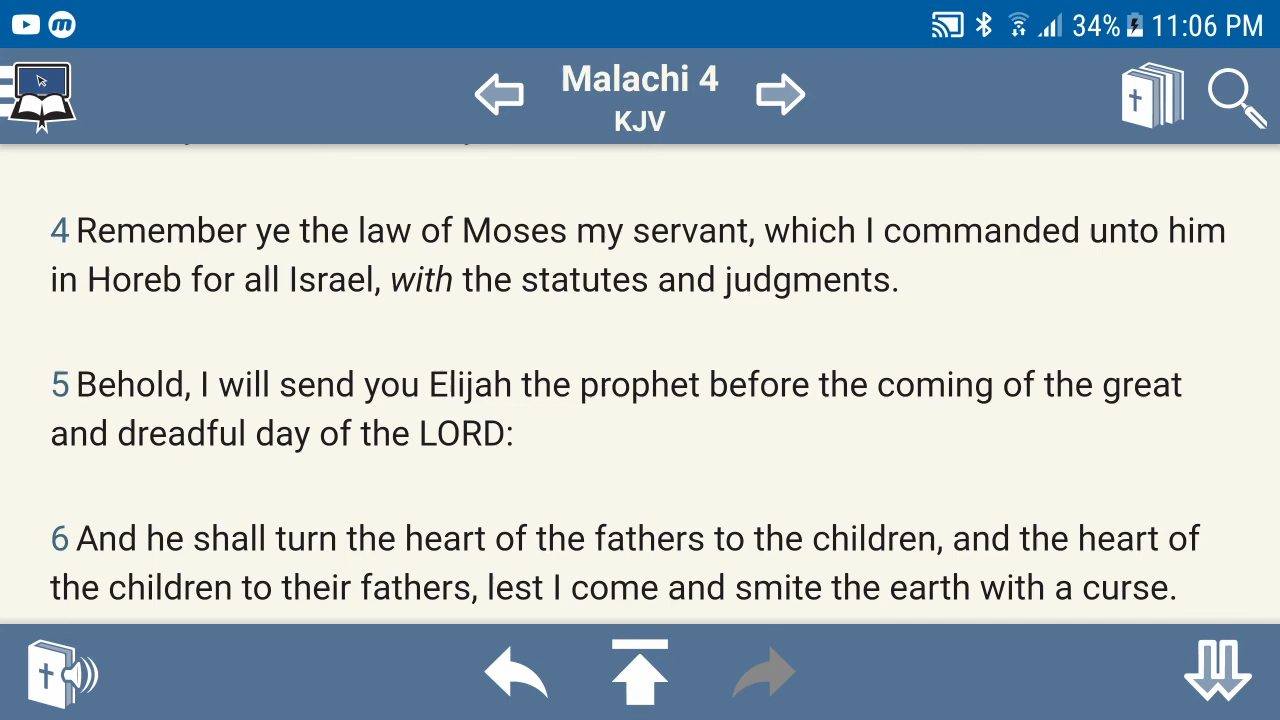 34% 11:06 PM
Malachi 4
KJV
4 Remember ye the law of Moses my servant, which I commanded unto him
in Horeb for all Israel, with the statutes and judgments.
5 Behold, I will send you Elijah the prophet before the coming of the great
and dreadful day of the LORD:
6 And he shall turn the heart of the fathers to the children, and the heart of
the children to their fathers, lest I come and smite the earth with a curse.